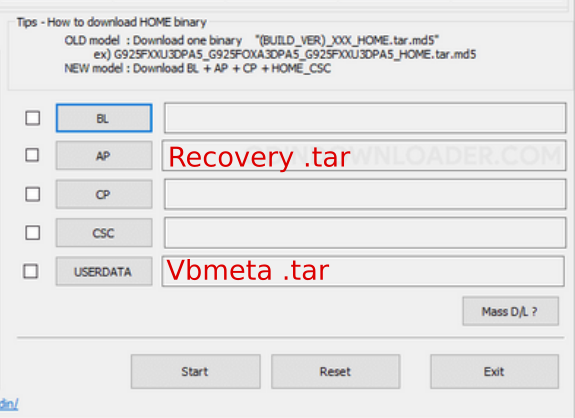 Tips - How to download HOME binary
OLD model : Download one binary "(BUILD_VER)_XXX_HOME.tar.md5"
ex) G925FXXU3DPA5_G925FOXA3DPA5_G925FXXU3DPA5_HOME.tar.md5
NEW model : Download BL + AP + CP + HOME_CSC
BL
AP Recovery .tar
CP
CSC
USERDATA Vbmeta .tar
Mass D/L ?
Start Reset Exit
din/